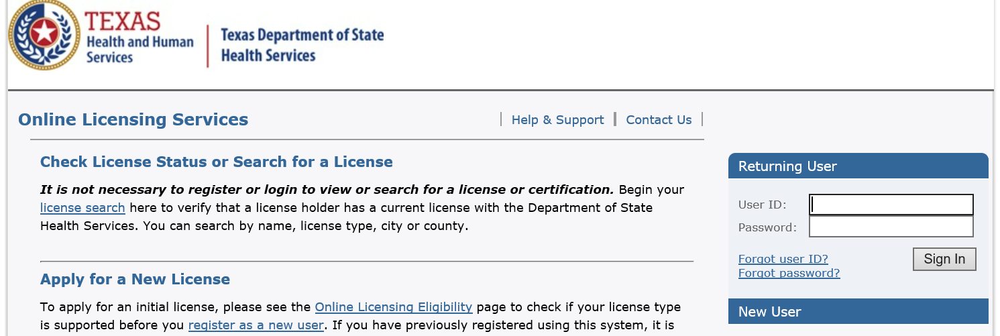 TEXAS
Health and Human
Services
Texas Department of State
Health Services
Online Licensing Services
Help & Support
Contact Us
Check License Status or Search for a License
It is not necessary to register or login to view or search for a license or certification. Begin your
license search here to verify that a license holder has a current license with the Department of State
Health Services. You can search by name, license type, city or county.
Apply for a New License
To apply for an initial license, please see the Online Licensing Eligibility page to check if your license type
is supported before you register as a new user. If you have previously registered using this system, it is
Returning User
User ID:
Password:
Forgot user ID?
Forgot password?
Sign In
New User